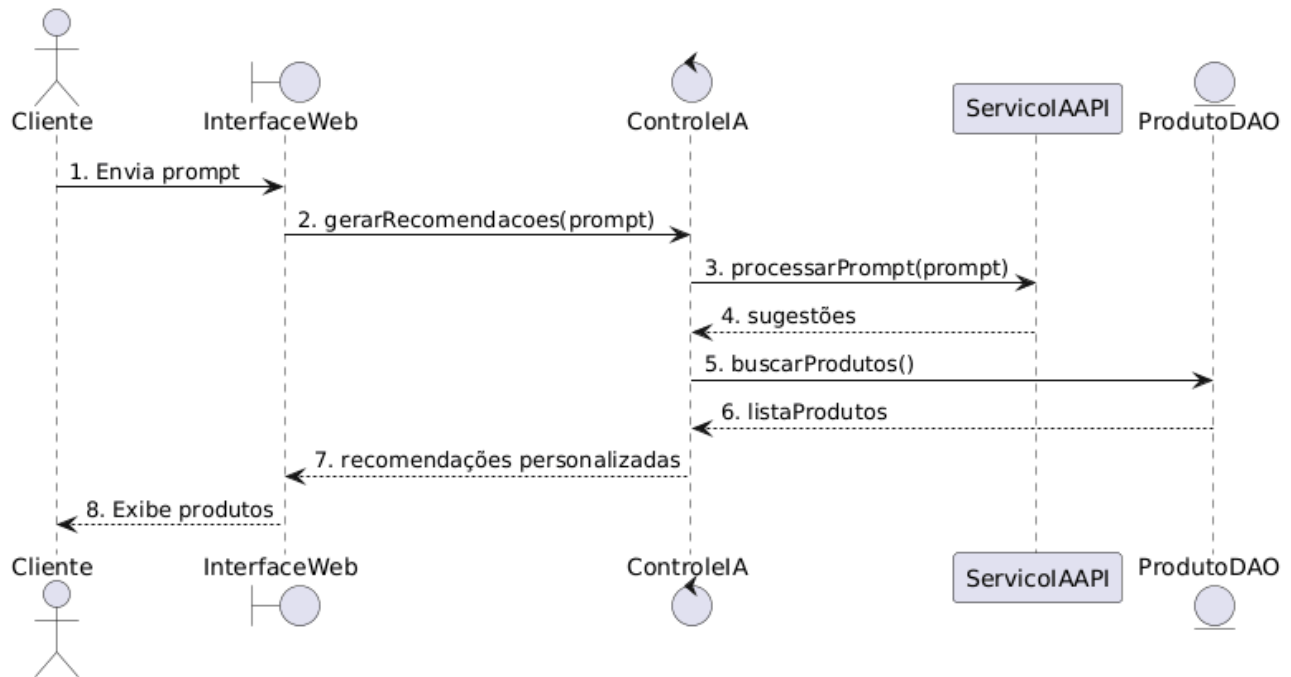 Cliente
InterfaceWeb
ControleIA
ServicoIAAPI
ProdutoDAO
1. Envia prompt
2. gerarRecomendacoes(prompt)
3. processarPrompt(prompt)
4. sugestões
5. buscarProdutos()
6. listaProdutos
7. recomendações personalizadas
8. Exibe produtos
Cliente
InterfaceWeb
ControleIA
ServicoIAAPI
ProdutoDAO